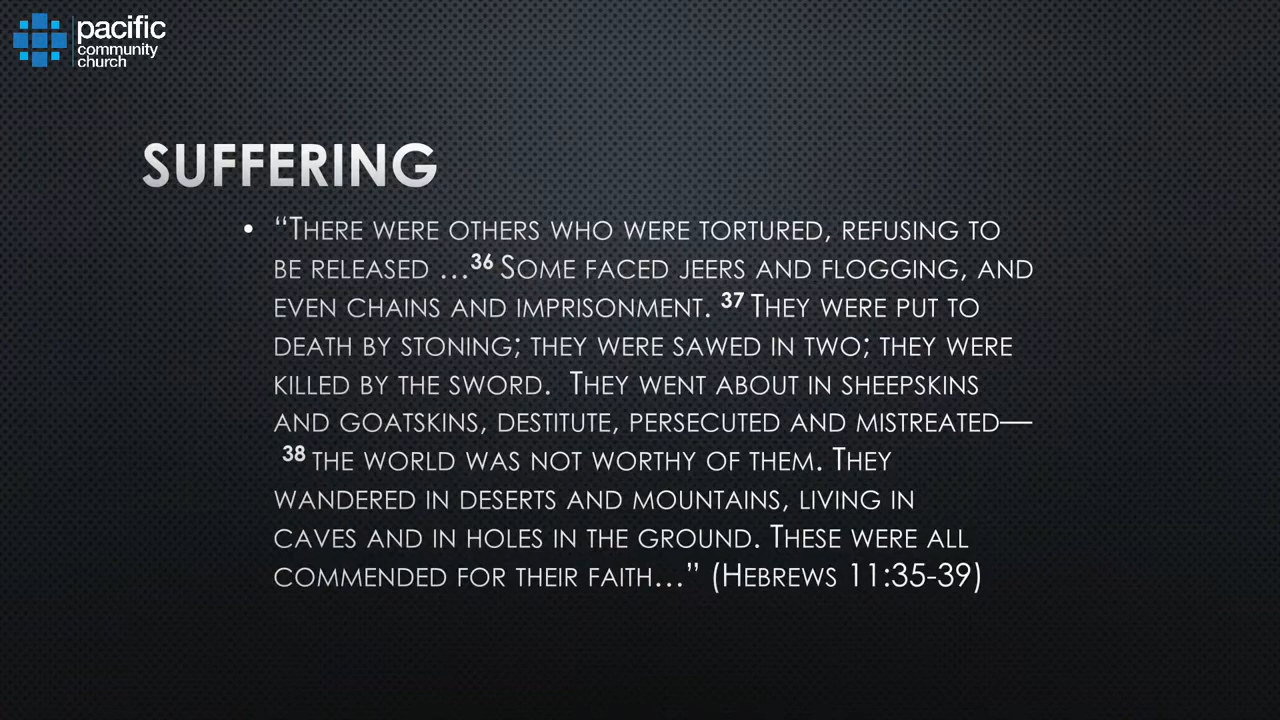 pacific
community
church
SUFFERING
• “THERE WERE OTHERS WHO WERE TORTURED, REFUSING TO
BE RELEASED …36 SOME FACED JEERS AND FLOGGING, AND
EVEN CHAINS AND IMPRISONMENT. 37 THEY WERE PUT TO
DEATH BY STONING; THEY WERE SAWED IN TWO; THEY WERE
KILLED BY THE SWORD.  THEY WENT ABOUT IN SHEEPSKINS
AND GOATSKINS, DESTITUTE, PERSECUTED AND MISTREATED—
38 THE WORLD WAS NOT WORTHY OF THEM. THEY
WANDERED IN DESERTS AND MOUNTAINS, LIVING IN
CAVES AND IN HOLES IN THE GROUND. THESE WERE ALL
COMMENDED FOR THEIR FAITH…” (HEBREWS 11:35-39)